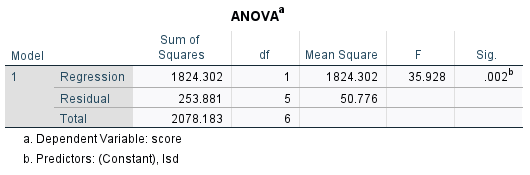 ANOVAa
Model Sum of Squares df Mean Square F Sig.
1 Regression 1824.302 1 1824.302 35.928 .002b
Residual 253.881 5 50.776
Total 2078.183 6
a. Dependent Variable: score
b. Predictors: (Constant), lsd